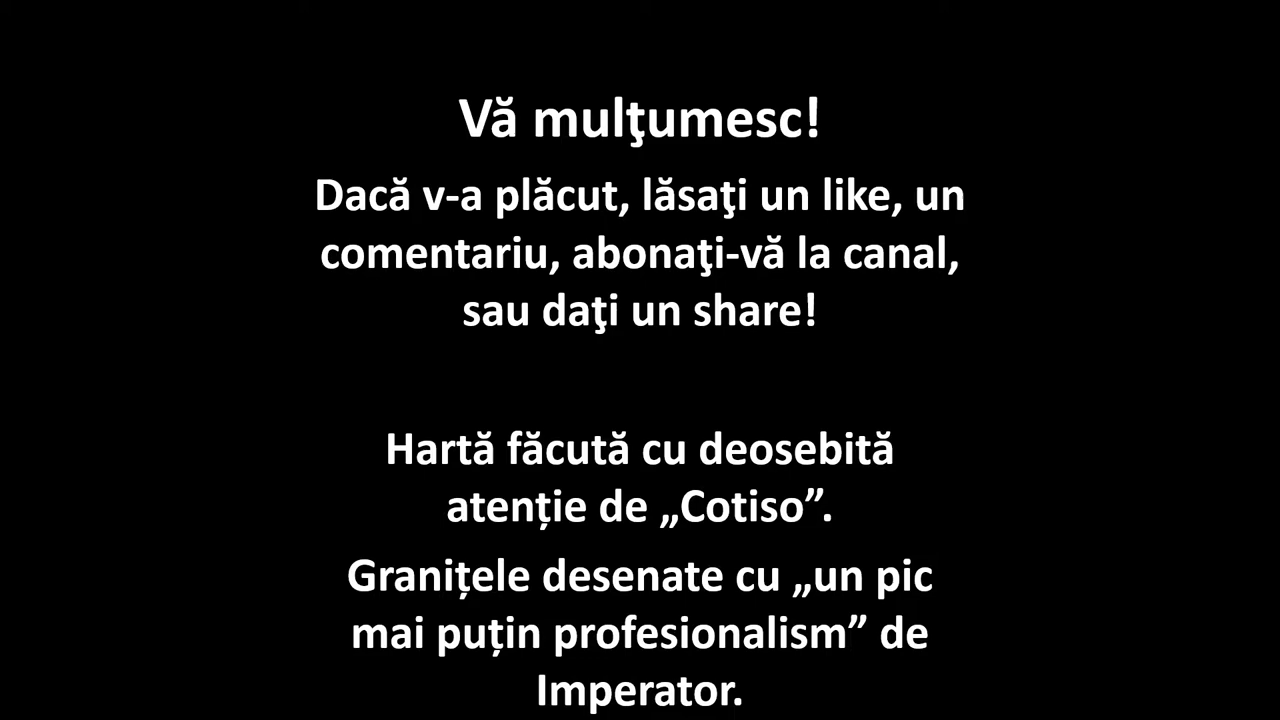 Vă mulţumesc!
Dacă v-a plăcut, lăsaţi un like, un
comentariu, abonaţi-vă la canal,
sau daţi un share!
Hartă făcută cu deosebită
atenție de „Cotiso”.
Granițele desenate cu „un pic
mai puțin profesionalism” de
Imperator.